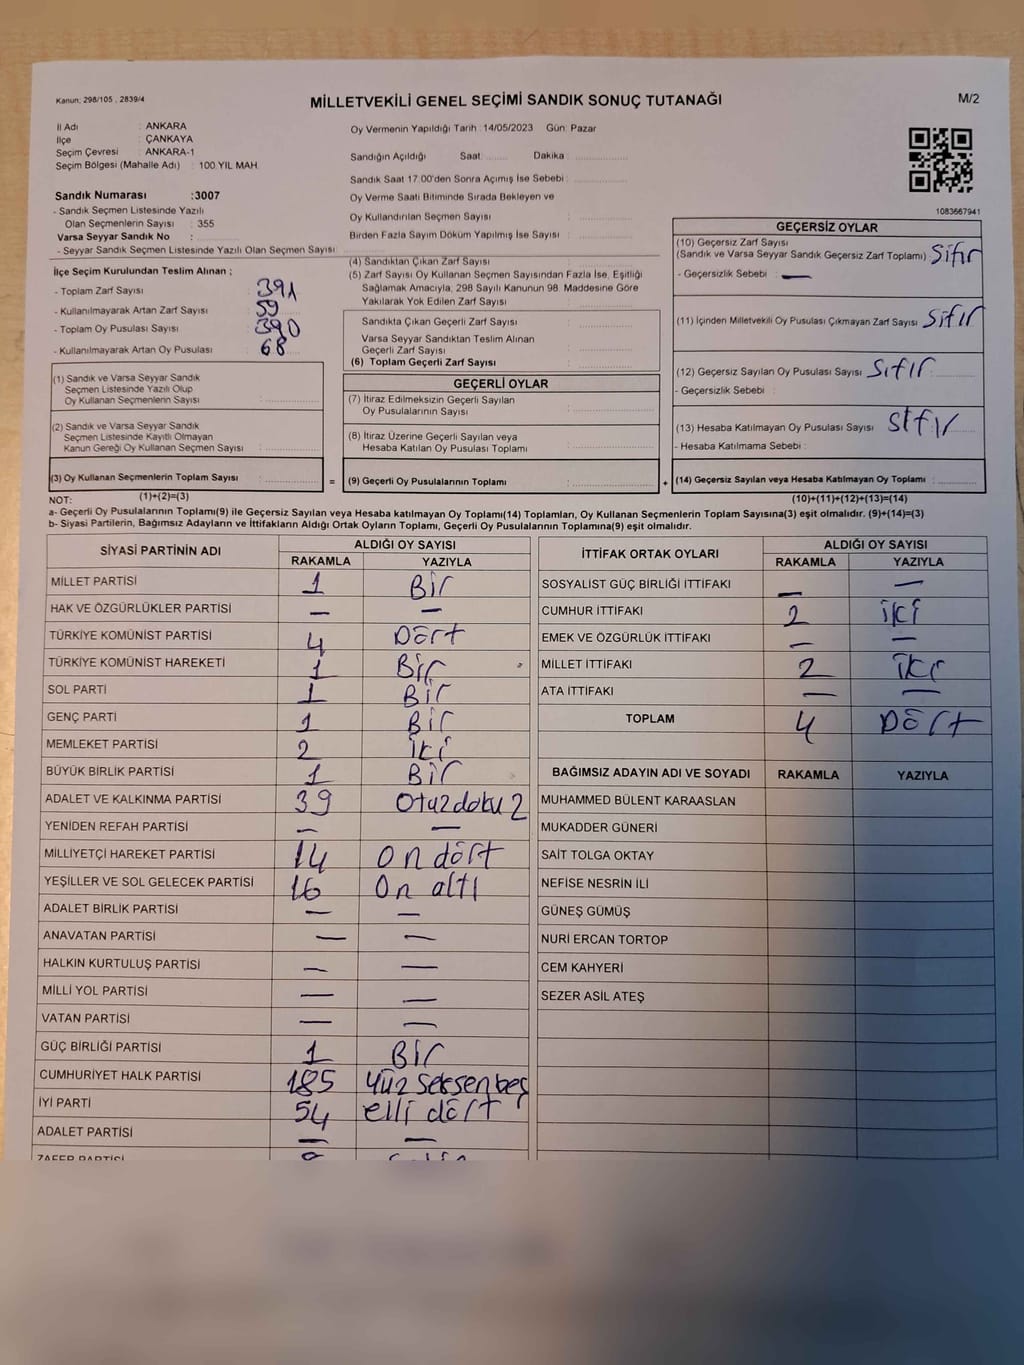 Kanun: 298/105 , 2839/4
MİLLETVEKİLİ GENEL SEÇİMİ SANDIK SONUÇ TUTANAĞI
M/2
İl Adı : ANKARA
İlçe : ÇANKAYA
Seçim Çevresi : ANKARA-1
Seçim Bölgesi (Mahalle Adı) : 100.YIL MAH.
Sandık Numarası :3007
- Sandık Seçmen Listesinde Yazılı
Olan Seçmenlerin Sayısı : 355
Varsa Seyyar Sandık No :
- Seyyar Sandık Seçmen Listesinde Yazılı Olan Seçmen Sayısı:
İlçe Seçim Kurulundan Teslim Alınan ;
- Toplam Zarf Sayısı : 391
- Kullanılmayarak Artan Zarf Sayısı : 59
- Toplam Oy Pusulası Sayısı : 390
- Kullanılmayarak Artan Oy Pusulası : 68
(1) Sandık ve Varsa Seyyar Sandık
Seçmen Listesinde Yazılı Olup
Oy Kullanan Seçmenlerin Sayısı :
(2) Sandık ve Varsa Seyyar Sandık
Seçmen Listesinde Kayıtlı Olmayan
Kanun Gereği Oy Kullanan Seçmen Sayısı :
(3) Oy Kullanan Seçmenlerin Toplam Sayısı :
Oy Vermenin Yapıldığı Tarih :14/05/2023 Gün: Pazar
Sandığın Açıldığı Saat: Dakika :
Sandık Saat 17:00'den Sonra Açımış İse Sebebi :
Oy Verme Saati Bitiminde Sırada Bekleyen ve
Oy Kullandırılan Seçmen Sayısı :
Birden Fazla Sayım Döküm Yapılmış İse Sayısı :
(4) Sandıktan Çıkan Zarf Sayısı :
(5) Zarf Sayısı Oy Kullanan Seçmen Sayısından Fazla İse, Eşitliği
Sağlamak Amacıyla, 298 Sayılı Kanunun 98. Maddesine Göre
Yakılarak Yok Edilen Zarf Sayısı :
Sandıkta Çıkan Geçerli Zarf Sayısı :
Varsa Seyyar Sandıktan Teslim Alınan
Geçerli Zarf Sayısı :
(6) Toplam Geçerli Zarf Sayısı :
GEÇERLİ OYLAR
(7) İtiraz Edilmeksizin Geçerli Sayılan
Oy Pusulalarının Sayısı :
(8) İtiraz Üzerine Geçerli Sayılan veya
Hesaba Katılan Oy Pusulası Toplamı :
= (9) Geçerli Oy Pusulalarının Toplamı :
1083667941
GEÇERSİZ OYLAR
(10) Geçersiz Zarf Sayısı
(Sandık ve Varsa Seyyar Sandık Geçersiz Zarf Toplamı) : Sıfır
- Geçersizlik Sebebi : —
(11) İçinden Milletvekili Oy Pusulası Çıkmayan Zarf Sayısı : Sıfır
(12) Geçersiz Sayılan Oy Pusulası Sayısı : Sıfır
- Geçersizlik Sebebi :
(13) Hesaba Katılmayan Oy Pusulası Sayısı : Sıfır
- Hesaba Katılmama Sebebi :
+ (14) Geçersiz Sayılan veya Hesaba Katılmayan Oy Toplamı :
NOT: (1)+(2)=(3) (10)+(11)+(12)+(13)=(14)
a- Geçerli Oy Pusulalarının Toplamı(9) ile Geçersiz Sayılan veya Hesaba katılmayan Oy Toplamı(14) Toplamları, Oy Kullanan Seçmenlerin Toplam Sayısına(3) eşit olmalıdır. (9)+(14)=(3)
b- Siyasi Partilerin, Bağımsız Adayların ve İttifakların Aldığı Ortak Oyların Toplamı, Geçerli Oy Pusulalarının Toplamına(9) eşit olmalıdır.
SİYASİ PARTİNİN ADI ALDIĞI OY SAYISI
RAKAMLA YAZIYLA
MİLLET PARTİSİ 1 Bir
HAK VE ÖZGÜRLÜKLER PARTİSİ — —
TÜRKİYE KOMÜNİST PARTİSİ 4 Dört
TÜRKİYE KOMÜNİST HAREKETİ 1 Bir
SOL PARTİ 1 Bir
GENÇ PARTİ 1 Bir
MEMLEKET PARTİSİ 2 iki
BÜYÜK BİRLİK PARTİSİ 1 Bir
ADALET VE KALKINMA PARTİSİ 39 Otuzdokuz
YENİDEN REFAH PARTİSİ — —
MİLLİYETÇİ HAREKET PARTİSİ 14 On dört
YEŞİLLER VE SOL GELECEK PARTİSİ 16 On altı
ADALET BİRLİK PARTİSİ — —
ANAVATAN PARTİSİ — —
HALKIN KURTULUŞ PARTİSİ — —
MİLLİ YOL PARTİSİ — —
VATAN PARTİSİ — —
GÜÇ BİRLİĞİ PARTİSİ 1 Bir
CUMHURİYET HALK PARTİSİ 185 Yüz seksen beş
İYİ PARTİ 54 elli dört
ADALET PARTİSİ — —
ZAFER PARTİSİ
İTTİFAK ORTAK OYLARI ALDIĞI OY SAYISI
RAKAMLA YAZIYLA
SOSYALİST GÜÇ BİRLİĞİ İTTİFAKI — —
CUMHUR İTTİFAKI 2 iki
EMEK VE ÖZGÜRLÜK İTTİFAKI — —
MİLLET İTTİFAKI 2 iki
ATA İTTİFAKI — —
TOPLAM 4 Dört
BAĞIMSIZ ADAYIN ADI VE SOYADI RAKAMLA YAZIYLA
MUHAMMED BÜLENT KARAASLAN
MUKADDER GÜNERİ
SAİT TOLGA OKTAY
NEFİSE NESRİN İLİ
GÜNEŞ GÜMÜŞ
NURİ ERCAN TORTOP
CEM KAHYERİ
SEZER ASİL ATEŞ